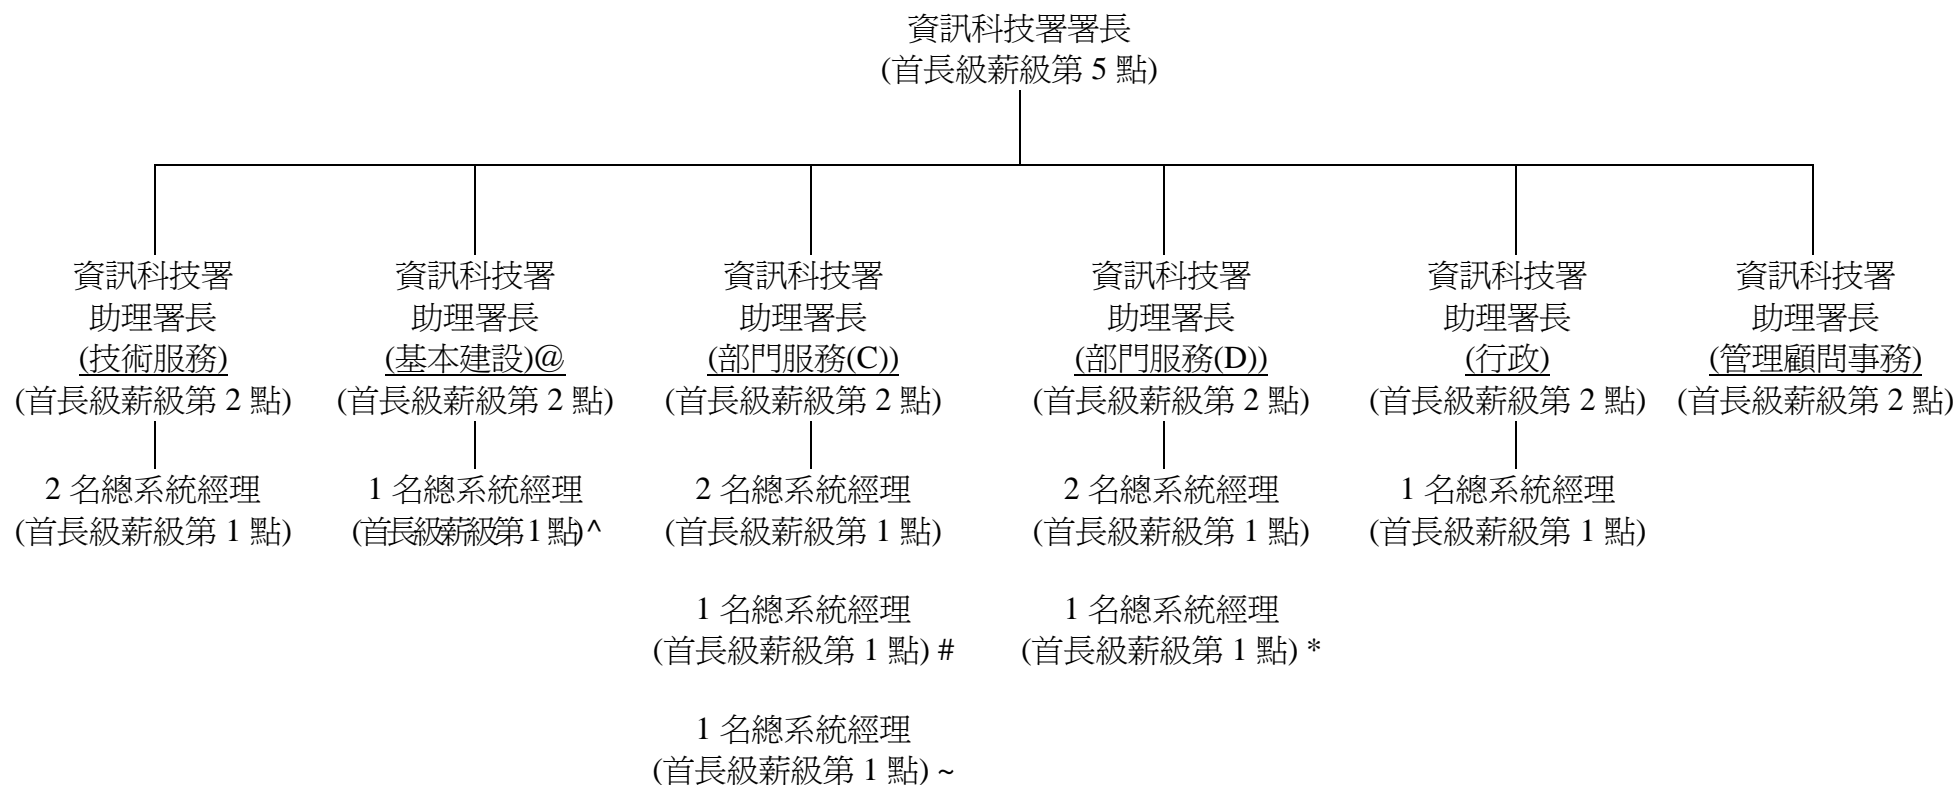 資訊科技署署長
(首長級薪級第 5 點)
資訊科技署
助理署長
(技術服務)
(首長級薪級第 2 點)
2 名總系統經理
(首長級薪級第 1 點)
資訊科技署
助理署長
(基本建設)@
(首長級薪級第 2 點)
1 名總系統經理
(首長級薪級第 1 點)^
資訊科技署
助理署長
(部門服務(C))
(首長級薪級第 2 點)
2 名總系統經理
(首長級薪級第 1 點)
1 名總系統經理
(首長級薪級第 1 點) #
1 名總系統經理
(首長級薪級第 1 點) ~
資訊科技署
助理署長
(部門服務(D))
(首長級薪級第 2 點)
2 名總系統經理
(首長級薪級第 1 點)
1 名總系統經理
(首長級薪級第 1 點) *
資訊科技署
助理署長
(行政)
(首長級薪級第 2 點)
1 名總系統經理
(首長級薪級第 1 點)
資訊科技署
助理署長
(管理顧問事務)
(首長級薪級第 2 點)